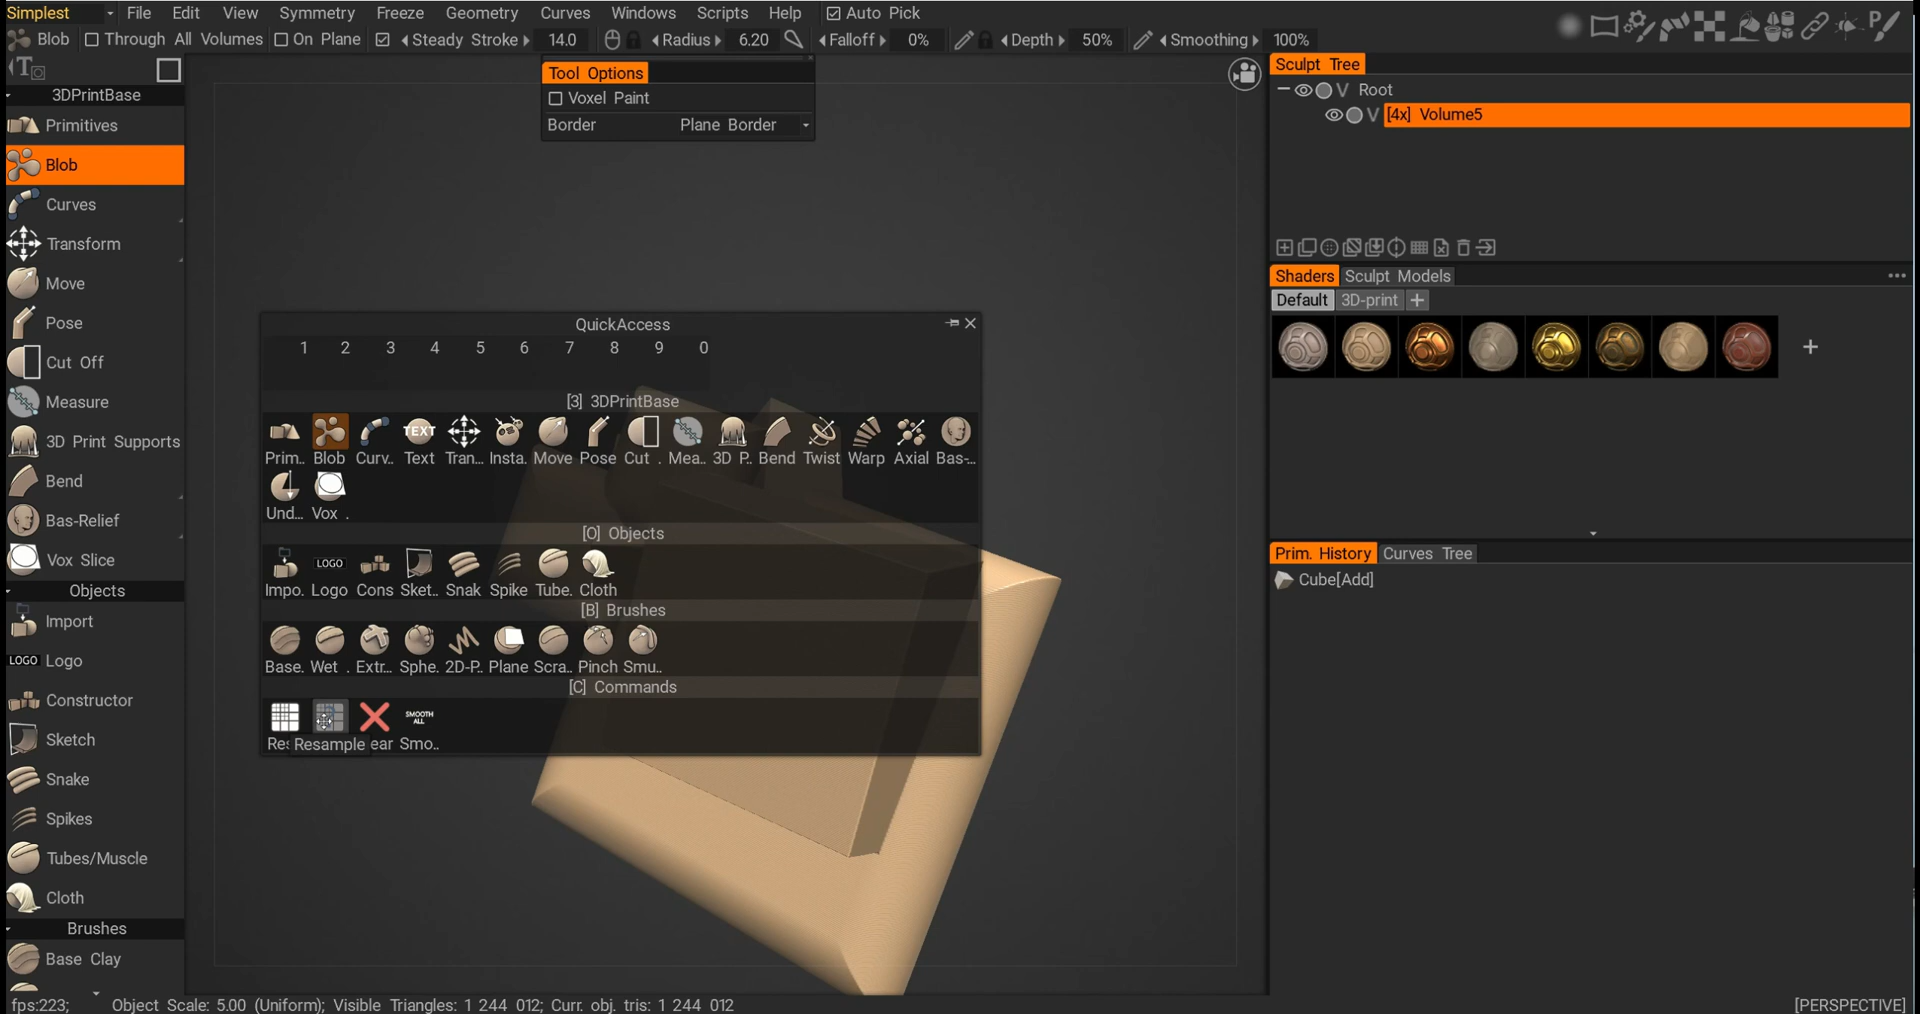 Simplest File Edit View Symmetry Freeze Geometry Curves Windows Scripts Help Auto Pick
Blob Through All Volumes On Plane Steady Stroke 14.0 Radius 6.20 Falloff 0% Depth 50% Smoothing 100%
3DPrintBase
Primitives
Blob
Curves
Transform
Move
Pose
Cut Off
Measure
3D Print Supports
Bend
Bas-Relief
Vox Slice
Objects
Import
LOGO Logo
Constructor
Sketch
Snake
Spikes
Tubes/Muscle
Cloth
Brushes
Base Clay
Tool Options
Voxel Paint
Border Plane Border
QuickAccess
1 2 3 4 5 6 7 8 9 0
[3] 3DPrintBase
TEXT
Prim.. Blob Curv.. Text Tran... Insta. Move Pose Cut . Mea.. 3D P.. Bend Twist Warp Axial Bas-...
Und... Vox .
[O] Objects
LOGO
Impo. Logo Cons Sket.. Snak Spike Tube. Cloth
[B] Brushes
Base. Wet . Extr... Sphe. 2D-P.. Plane Scra.. Pinch Smu..
[C] Commands
SMOOTH
ALL
Res Resample ear Smo..
Sculpt Tree
Root
[4x] Volume5
Shaders Sculpt Models
Default 3D-print +
Prim. History Curves Tree
Cube[Add]
fps:223; Object Scale: 5.00 (Uniform); Visible Triangles: 1 244 012; Curr. obj. tris: 1 244 012 [PERSPECTIVE]